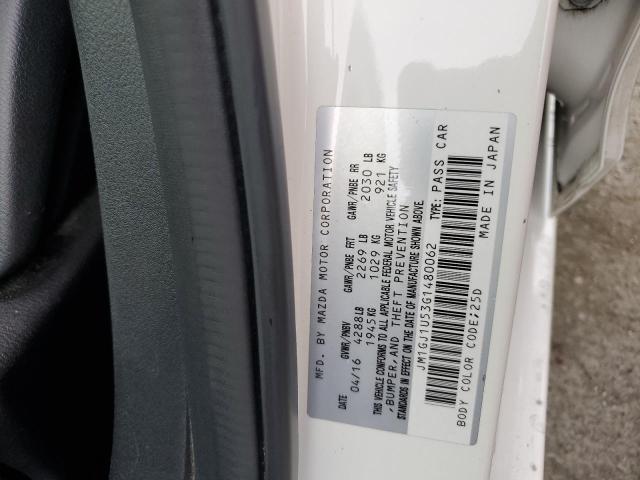 MFD. BY MAZDA MOTOR CORPORATION
DATE GVWR/PNBV GAWR/PNBE FRT GAWR/PNBE RR
04/16 4288LB 2269 LB 2030 LB
1945KG 1029 KG 921 KG
THIS VEHICLE CONFORMS TO ALL APPLICABLE FEDERAL MOTOR VEHICLE SAFETY
,BUMPER,AND THEFT PREVENTION
STANDARDS IN EFFECT ON THE DATE OF MANUFACTURE SHOWN ABOVE.
JM1GJ1U53G1480062 TYPE: PASS CAR
BODY COLOR CODE:25D MADE IN JAPAN